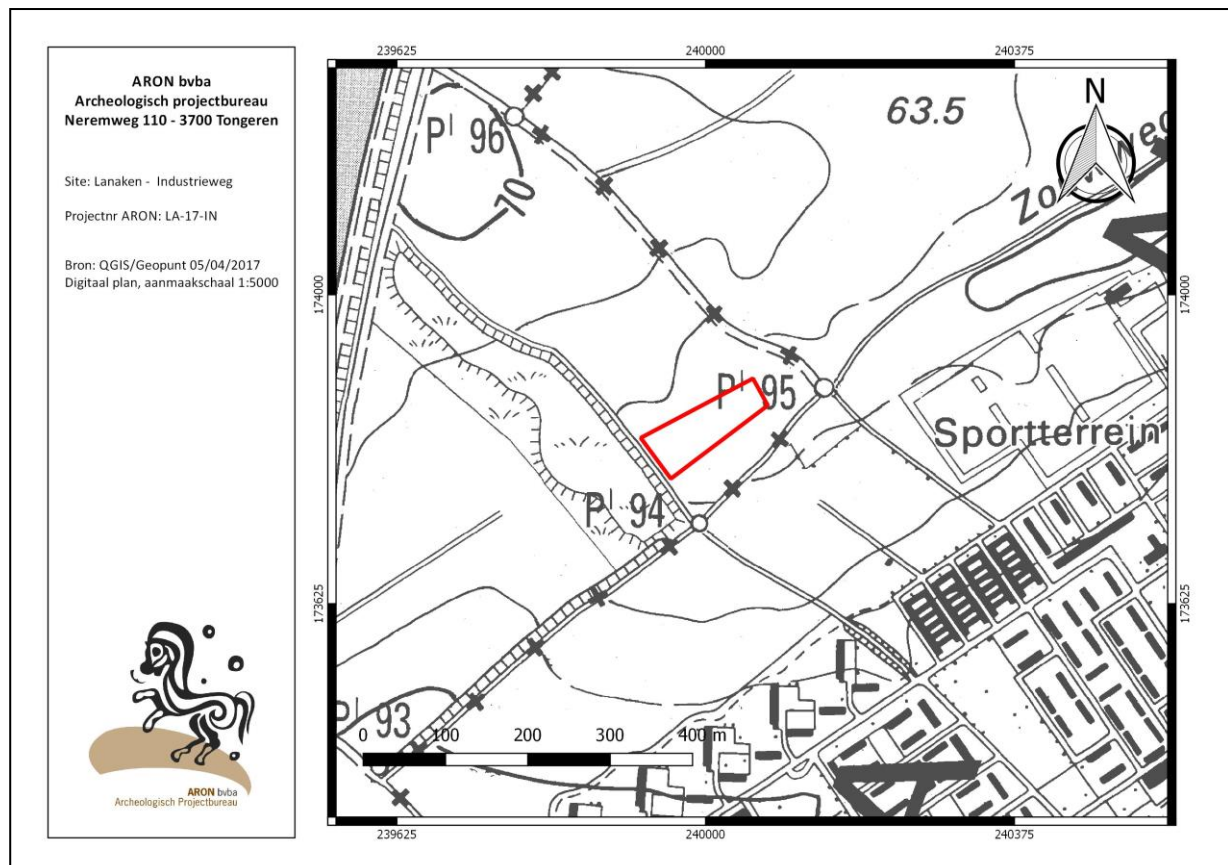 ARON bvba
Archeologisch projectbureau
Neremweg 110 - 3700 Tongeren
Site: Lanaken - Industrieweg
Projectnr ARON: LA-17-IN
Bron: QGIS/Geopunt 05/04/2017
Digitaal plan, aanmaakschaal 1:5000
ARON bvba
Archeologisch Projectbureau
239625
240000
240375
N
63.5
Pˡ 96
70
174000
174000
Pˡ 95
Sportterrein
Pˡ 94
173625
173625
Pˡ 93
0 100 200 300 400 m
239625
240000
240375